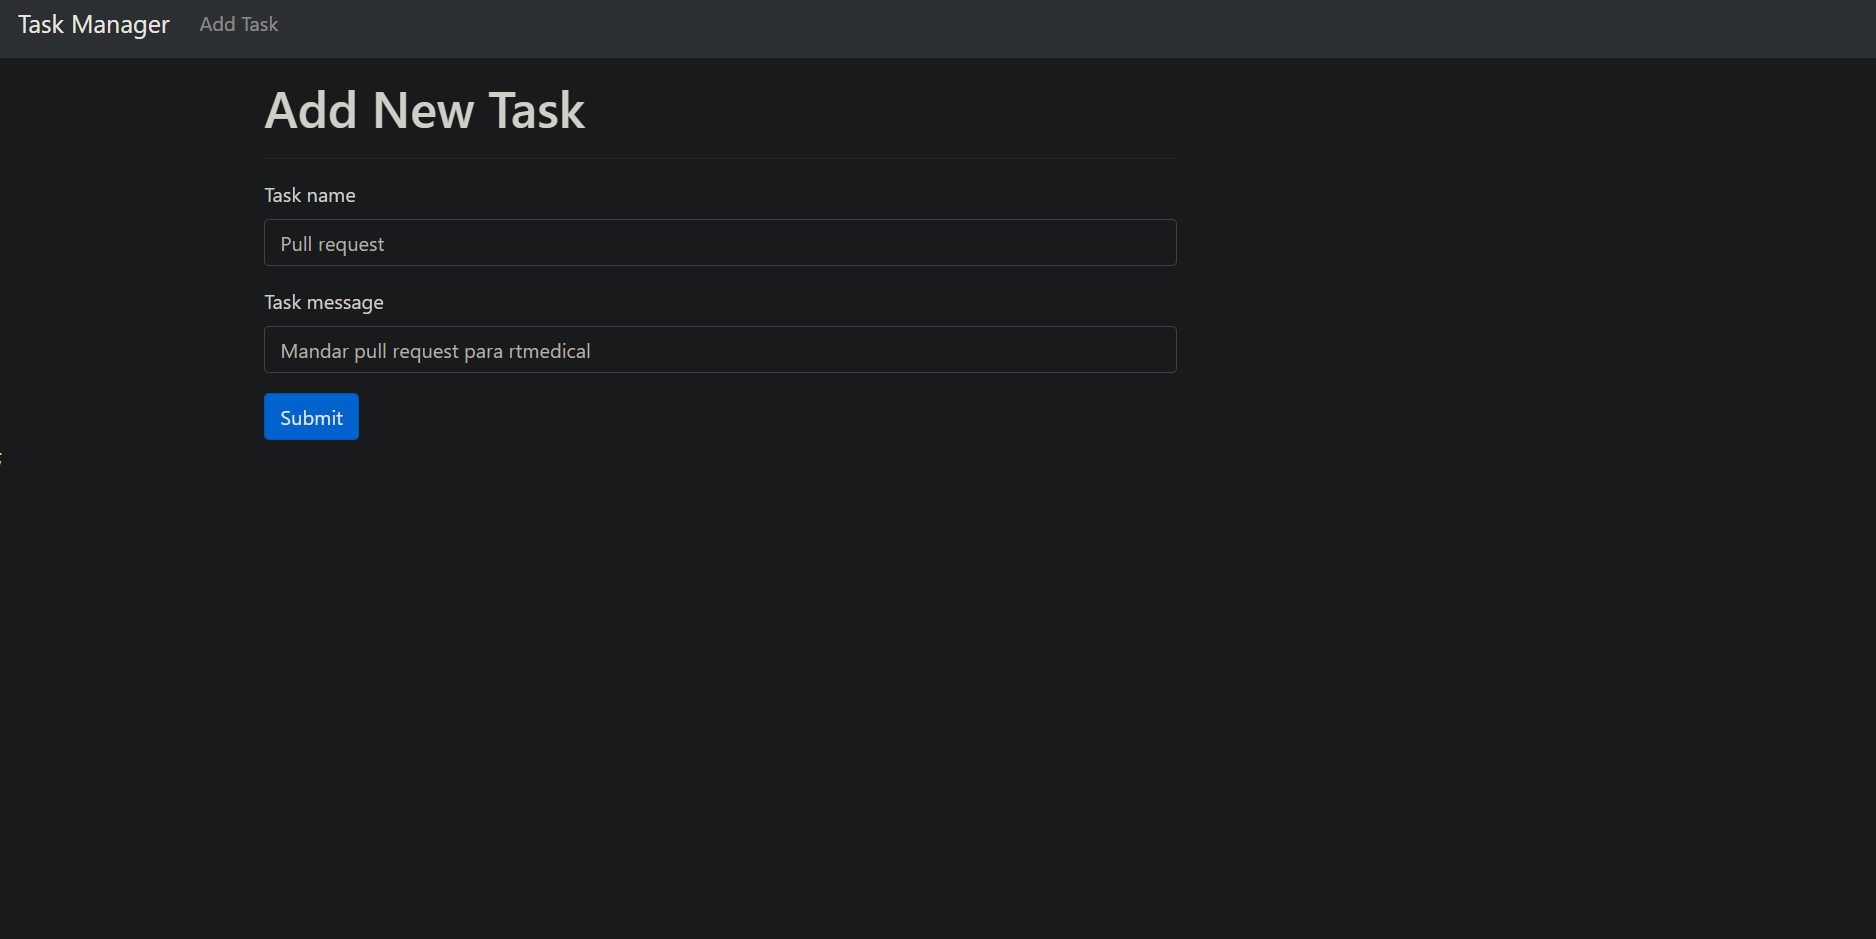 Task Manager Add Task
Add New Task
Task name
Pull request
Task message
Mandar pull request para rtmedical
Submit
;